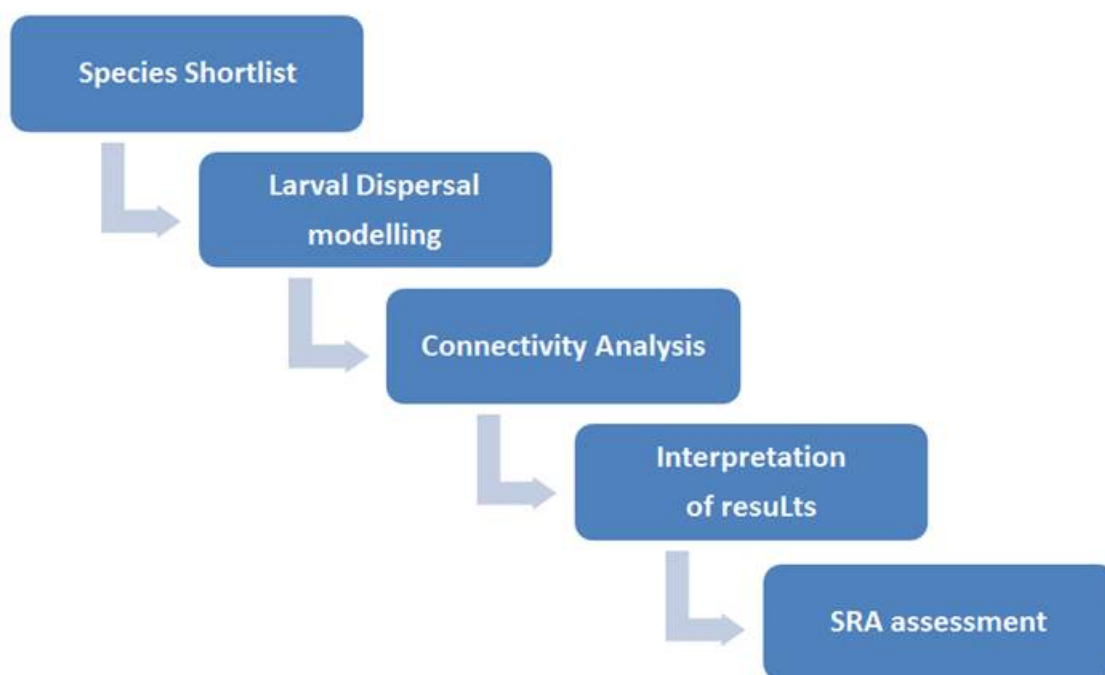 Species Shortlist
Larval Dispersal
modelling
Connectivity Analysis
Interpretation
of resuLts
SRA assessment